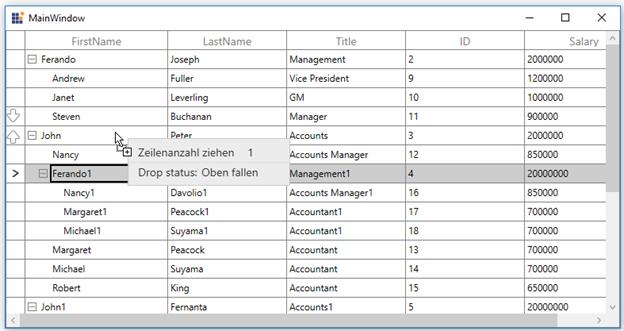 MainWindow
FirstName LastName Title ID Salary
Ferando Joseph Management 2 2000000
Andrew Fuller Vice President 9 1200000
Janet Leverling GM 10 1000000
Steven Buchanan Manager 11 900000
John Peter Accounts 3 2000000
Nancy Accounts Manager 12 850000
Zeilenanzahl ziehen 1
Drop status: Oben fallen
Ferando1 Management1 4 20000000
Nancy1 Davolio1 Accounts Manager1 16 850000
Margaret1 Peacock1 Accountant1 17 700000
Michael1 Suyama1 Accountant1 18 700000
Margaret Peacock Accountant 13 700000
Michael Suyama Accountant 14 700000
Robert King Accountant 15 650000
John1 Fernanta Accounts1 5 20000000